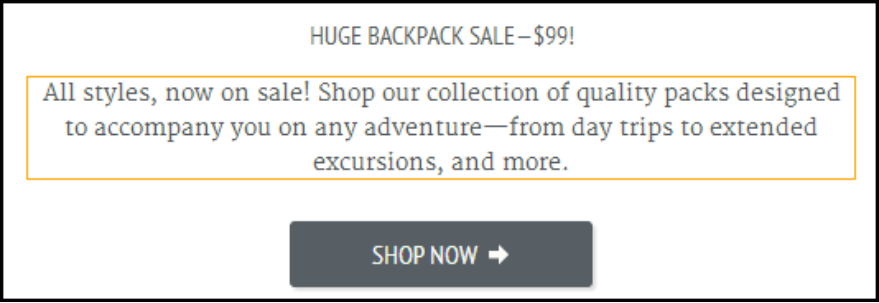 HUGE BACKPACK SALE—$99!
All styles, now on sale! Shop our collection of quality packs designed
to accompany you on any adventure—from day trips to extended
excursions, and more.
SHOP NOW